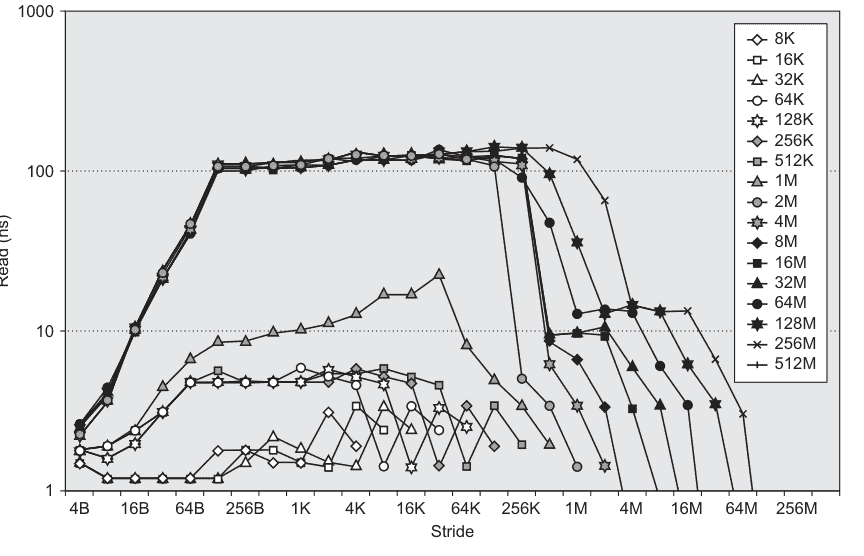 1000
100
10
1
Read (ns)
8K
16K
32K
64K
128K
256K
512K
1M
2M
4M
8M
16M
32M
64M
128M
256M
512M
4B 16B 64B 256B 1K 4K 16K 64K 256K 1M 4M 16M 64M 256M
Stride